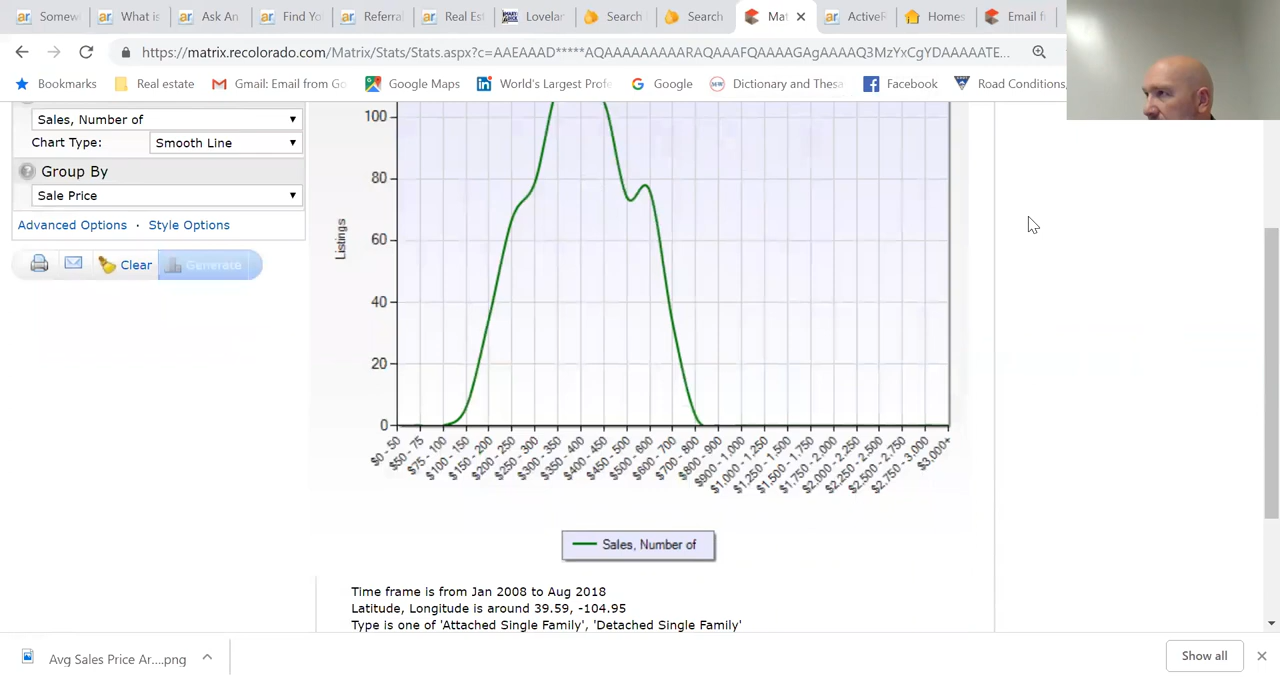 Somew
What is
Ask An
Find Yo
Referra
Real Est
Lovelan
Search
Search
Mat
ActiveR
Homes
Email f
https://matrix.recolorado.com/Matrix/Stats/Stats.aspx?c=AAEAAAD*****AQAAAAAAAAARAQAAAFQAAAAGAgAAAAQ3MzYxCgYDAAAAATE...
Bookmarks
Real estate
Gmail: Email from Go
Google Maps
World's Largest Profe
Google
Dictionary and Thesa
Facebook
Road Conditions,
Sales, Number of
Chart Type: Smooth Line
Group By
Sale Price
Advanced Options · Style Options
Clear
Generate
100
80
60
40
20
0
Listings
$0 - 50
$50 - 75
$75 - 100
$100 - 150
$150 - 200
$200 - 250
$250 - 300
$300 - 350
$350 - 400
$400 - 450
$450 - 500
$500 - 600
$600 - 700
$700 - 800
$800 - 900
$900 - 1,000
$1,000 - 1,250
$1,250 - 1,500
$1,500 - 1,750
$1,750 - 2,000
$2,000 - 2,250
$2,250 - 2,500
$2,500 - 2,750
$2,750 - 3,000
$3,000+
Sales, Number of
Time frame is from Jan 2008 to Aug 2018
Latitude, Longitude is around 39.59, -104.95
Type is one of 'Attached Single Family', 'Detached Single Family'
Avg Sales Price Ar....png
Show all